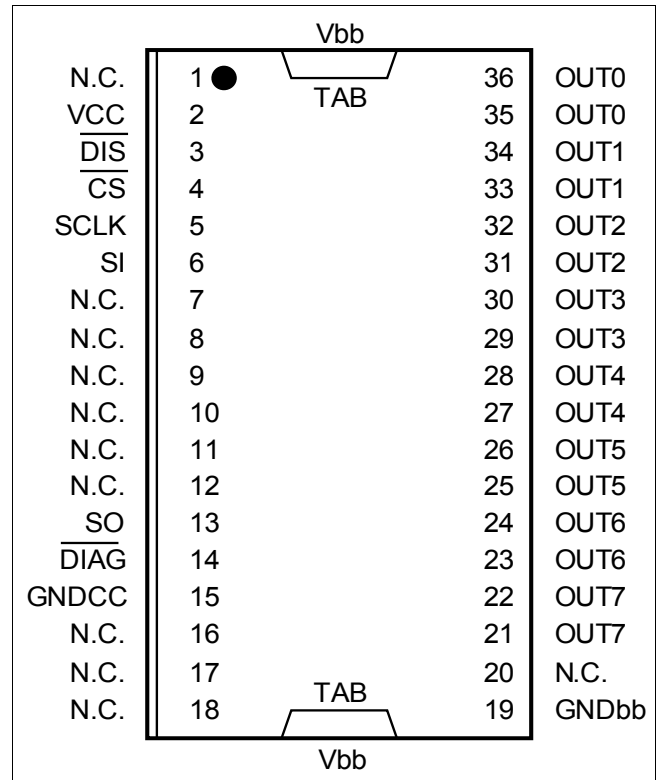 Vbb
N.C. 1 TAB 36 OUT0
VCC 2 35 OUT0
DIS 3 34 OUT1
CS 4 33 OUT1
SCLK 5 32 OUT2
SI 6 31 OUT2
N.C. 7 30 OUT3
N.C. 8 29 OUT3
N.C. 9 28 OUT4
N.C. 10 27 OUT4
N.C. 11 26 OUT5
N.C. 12 25 OUT5
SO 13 24 OUT6
DIAG 14 23 OUT6
GNDCC 15 22 OUT7
N.C. 16 21 OUT7
N.C. 17 20 N.C.
N.C. 18 TAB 19 GNDbb
Vbb